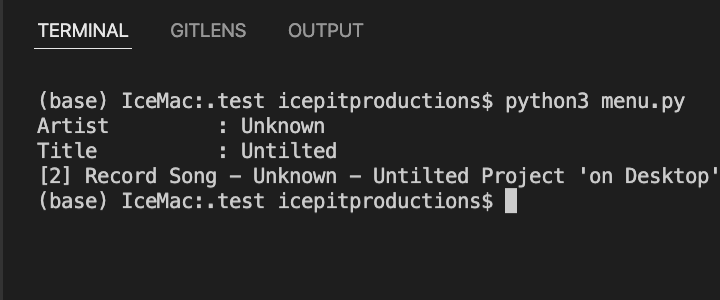 TERMINAL GITLENS OUTPUT
(base) IceMac:.test icepitproductions$ python3 menu.py
Artist : Unknown
Title : Untilted
[2] Record Song – Unknown – Untilted Project 'on Desktop'
(base) IceMac:.test icepitproductions$